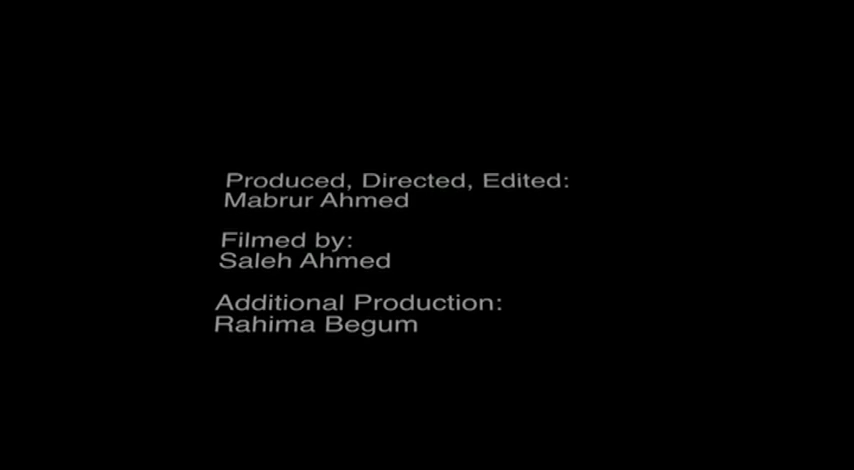 Produced, Directed, Edited:
Mabrur Ahmed
Filmed by:
Saleh Ahmed
Additional Production:
Rahima Begum